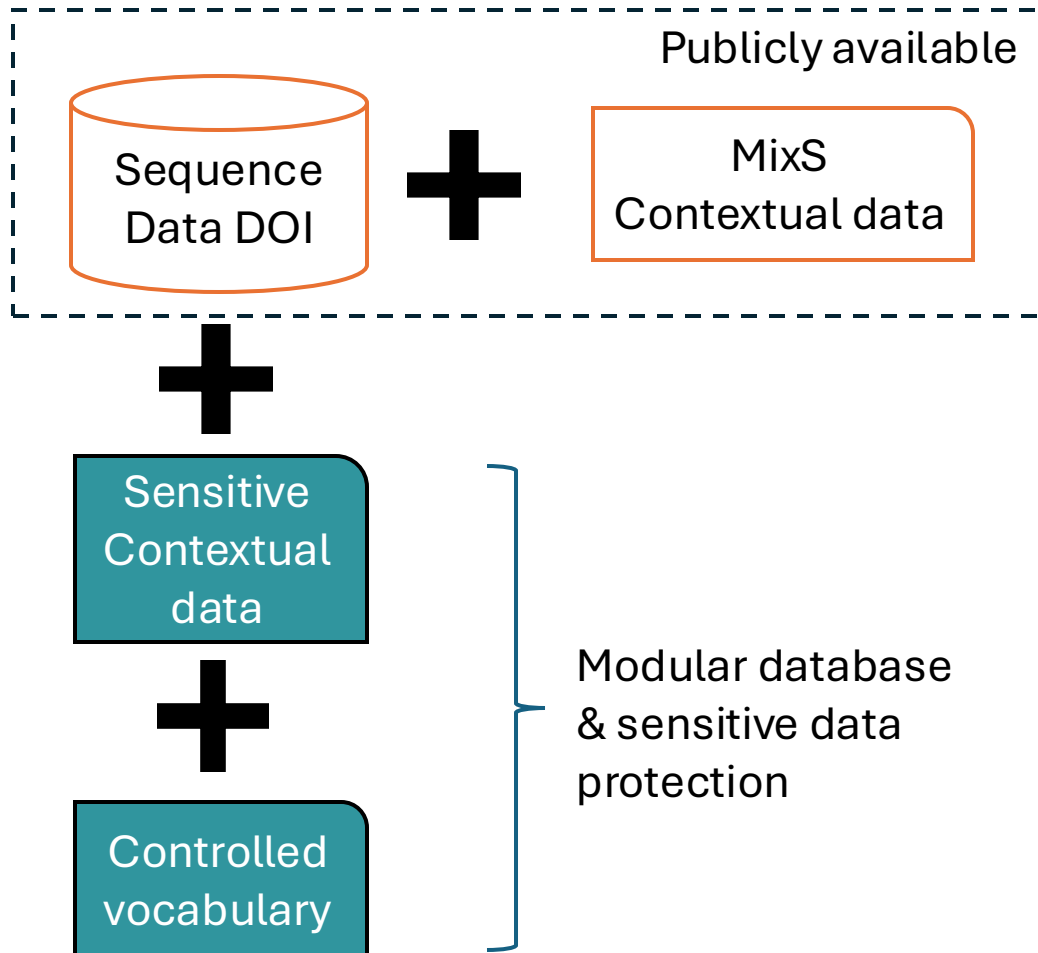 Publicly available
Sequence
Data DOI
MixS
Contextual data
Sensitive
Contextual
data
Modular database
& sensitive data
protection
Controlled
vocabulary